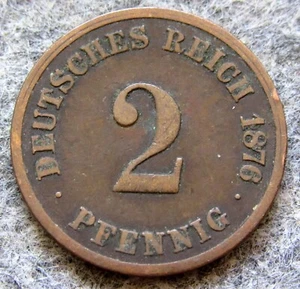 DEUTSCHES REICH 1876
2
PFENNIG